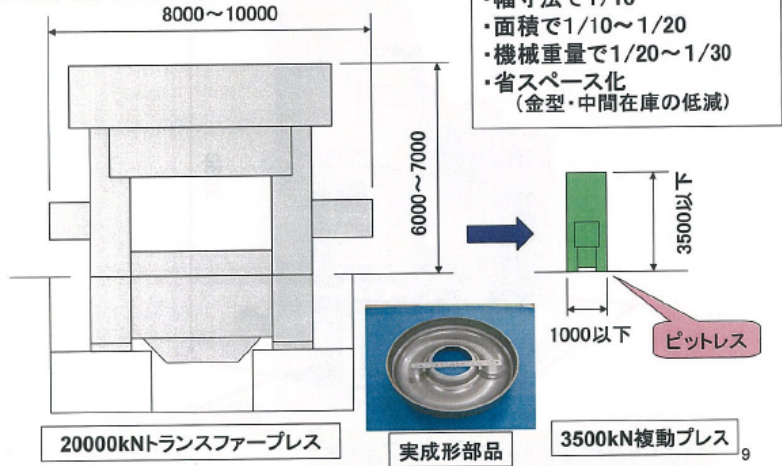 8000～10000
・幅寸法で1/10
・面積で1/10～1/20
・機械重量で1/20～1/30
・省スペース化
（金型・中間在庫の低減）
6000～7000
3500以下
1000以下
ピットレス
20000kNトランスファープレス
実成形部品
3500kN複動プレス
9